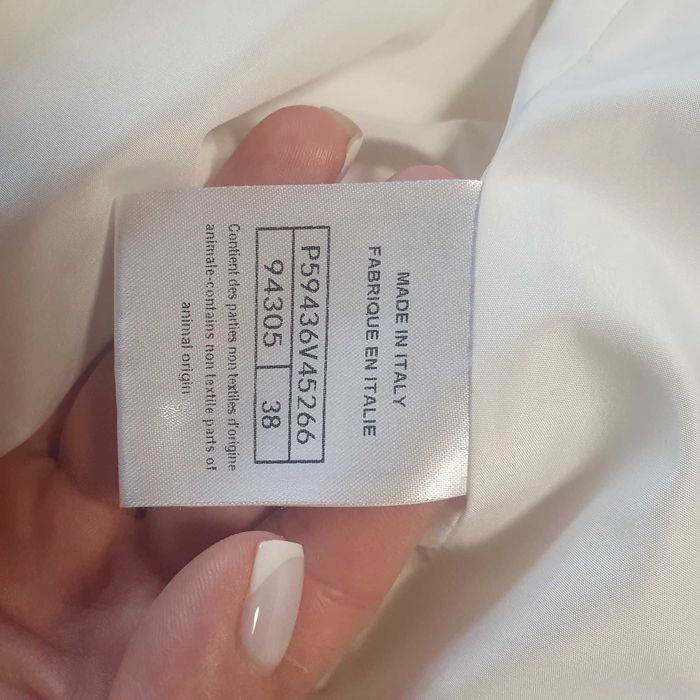 MADE IN ITALY
FABRIQUE EN ITALIE
P59436V45266
94305 38
Contient des parties non textiles d'origine
animale-contains non textile parts of
animal origin